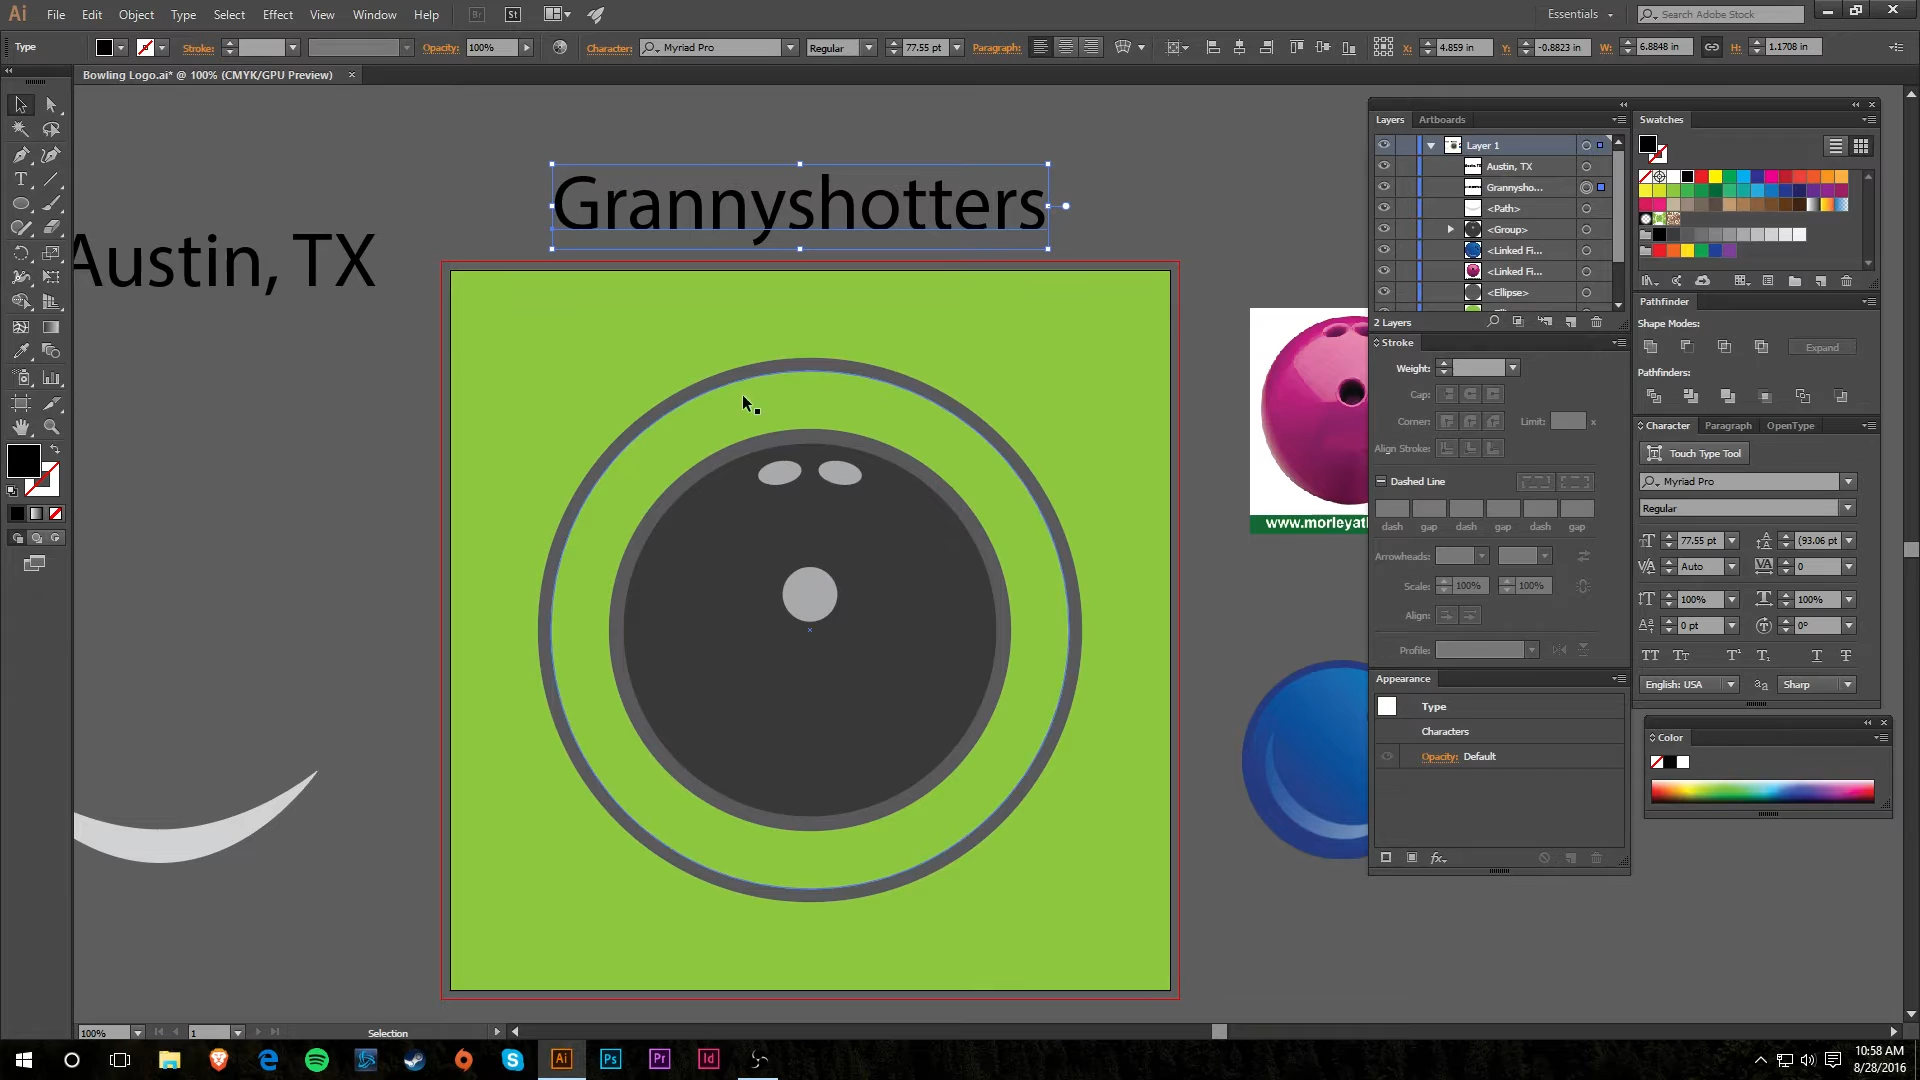 Ai File Edit Object Type Select Effect View Window Help Br St Essentials Search Adobe Stock
Type Stroke: Opacity: 100% Character: Myriad Pro Regular 77.55 pt Paragraph: X: 4.859 in Y: -0.8823 in W: 6.8848 in H: 1.1708 in
Bowling Logo.ai* @ 100% (CMYK/GPU Preview)
Grannyshotters
Austin, TX
www.morleyat
Layers Artboards
Layer 1
Austin, TX
Grannysho...
<Path>
<Group>
<Linked Fi...
<Linked Fi...
<Ellipse>
2 Layers
Stroke
Weight:
Cap:
Corner: Limit: x
Align Stroke:
Dashed Line
dash gap dash gap dash gap
Arrowheads:
Scale: 100% 100%
Align:
Profile:
Appearance
Type
Characters
Opacity: Default
fx
Swatches
Pathfinder
Shape Modes:
Expand
Pathfinders:
Character Paragraph OpenType
Touch Type Tool
Myriad Pro
Regular
77.55 pt (93.06 pt
Auto 0
100% 100%
0 pt 0°
English: USA Sharp
Color
100% 1 Selection
Ai Ps Pr Id
10:58 AM
8/28/2016